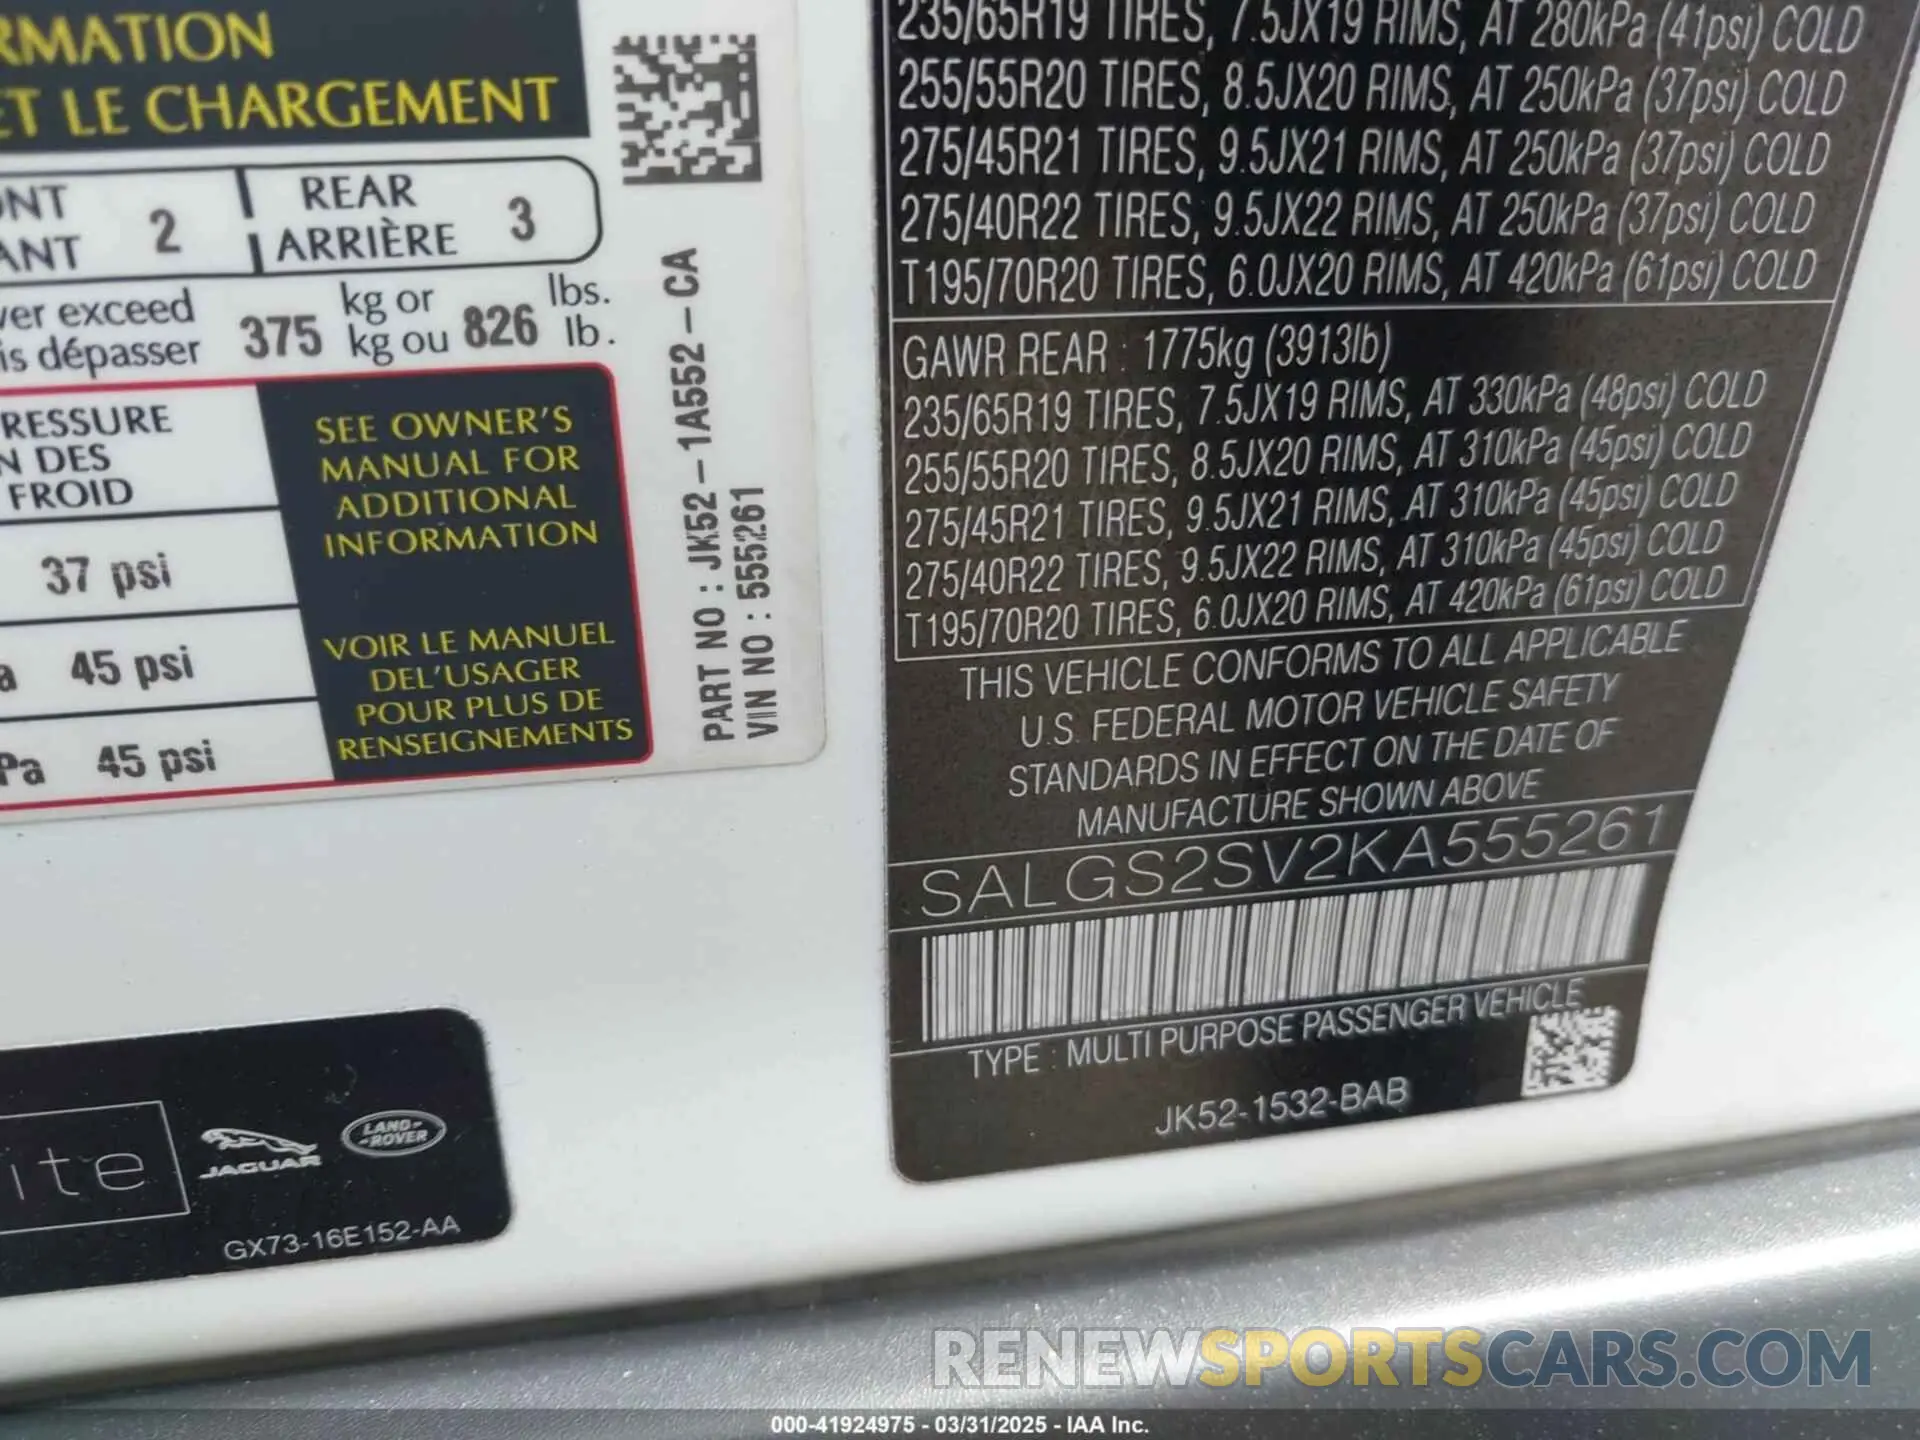 RMATION
ET LE CHARGEMENT
ONT
ANT
2
REAR
ARRIÈRE
3
ver exceed
is dépasser
375
kg or
kg ou
826
lbs.
lb.
RESSURE
N DES
FROID
37 psi
a 45 psi
Pa 45 psi
SEE OWNER'S
MANUAL FOR
ADDITIONAL
INFORMATION
VOIR LE MANUEL
DEL'USAGER
POUR PLUS DE
RENSEIGNEMENTS
PART NO : JK52-1A552-CA
VIN NO : 555261
235/65R19 TIRES, 7.5JX19 RIMS, AT 280kPa (41psi) COLD
255/55R20 TIRES, 8.5JX20 RIMS, AT 250kPa (37psi) COLD
275/45R21 TIRES, 9.5JX21 RIMS, AT 250kPa (37psi) COLD
275/40R22 TIRES, 9.5JX22 RIMS, AT 250kPa (37psi) COLD
T195/70R20 TIRES, 6.0JX20 RIMS, AT 420kPa (61psi) COLD
GAWR REAR : 1775kg (3913lb)
235/65R19 TIRES, 7.5JX19 RIMS, AT 330kPa (48psi) COLD
255/55R20 TIRES, 8.5JX20 RIMS, AT 310kPa (45psi) COLD
275/45R21 TIRES, 9.5JX21 RIMS, AT 310kPa (45psi) COLD
275/40R22 TIRES, 9.5JX22 RIMS, AT 310kPa (45psi) COLD
T195/70R20 TIRES, 6.0JX20 RIMS, AT 420kPa (61psi) COLD
THIS VEHICLE CONFORMS TO ALL APPLICABLE
U.S. FEDERAL MOTOR VEHICLE SAFETY
STANDARDS IN EFFECT ON THE DATE OF
MANUFACTURE SHOWN ABOVE
SALGS2SV2KA555261
TYPE : MULTI PURPOSE PASSENGER VEHICLE
JK52-1532-BAB
ite
JAGUAR
LAND-
-ROVER
GX73-16E152-AA
RENEWSPORTSCARS.COM
000-41924975 - 03/31/2025 - IAA Inc.